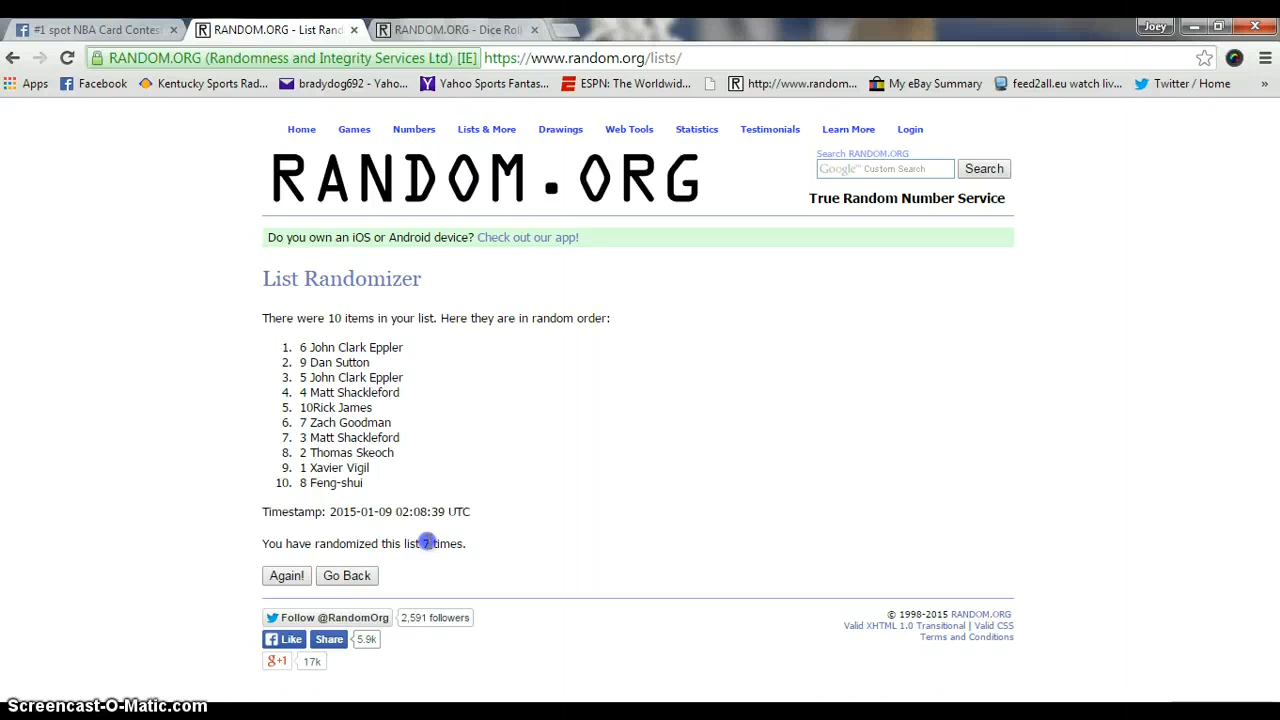 #1 spot NBA Card Contes
RANDOM.ORG - List Rand
RANDOM.ORG - Dice Roll
Joey
RANDOM.ORG (Randomness and Integrity Services Ltd) [IE]
https://www.random.org/lists/
Apps
Facebook
Kentucky Sports Rad...
bradydog692 - Yaho...
Yahoo Sports Fantas...
ESPN: The Worldwid...
http://www.random...
My eBay Summary
feed2all.eu watch liv...
Twitter / Home
»
Home Games Numbers Lists & More Drawings Web Tools Statistics Testimonials Learn More Login
RANDOM.ORG
Search RANDOM.ORG
Google™ Custom Search
Search
True Random Number Service
Do you own an iOS or Android device? Check out our app!
List Randomizer
There were 10 items in your list. Here they are in random order:
1. 6 John Clark Eppler
2. 9 Dan Sutton
3. 5 John Clark Eppler
4. 4 Matt Shackleford
5. 10Rick James
6. 7 Zach Goodman
7. 3 Matt Shackleford
8. 2 Thomas Skeoch
9. 1 Xavier Vigil
10. 8 Feng-shui
Timestamp: 2015-01-09 02:08:39 UTC
You have randomized this list 7 times.
Again!
Go Back
Follow @RandomOrg
2,591 followers
Like
Share
5.9k
g+1
17k
© 1998-2015 RANDOM.ORG
Valid XHTML 1.0 Transitional | Valid CSS
Terms and Conditions
Screencast-O-Matic.com